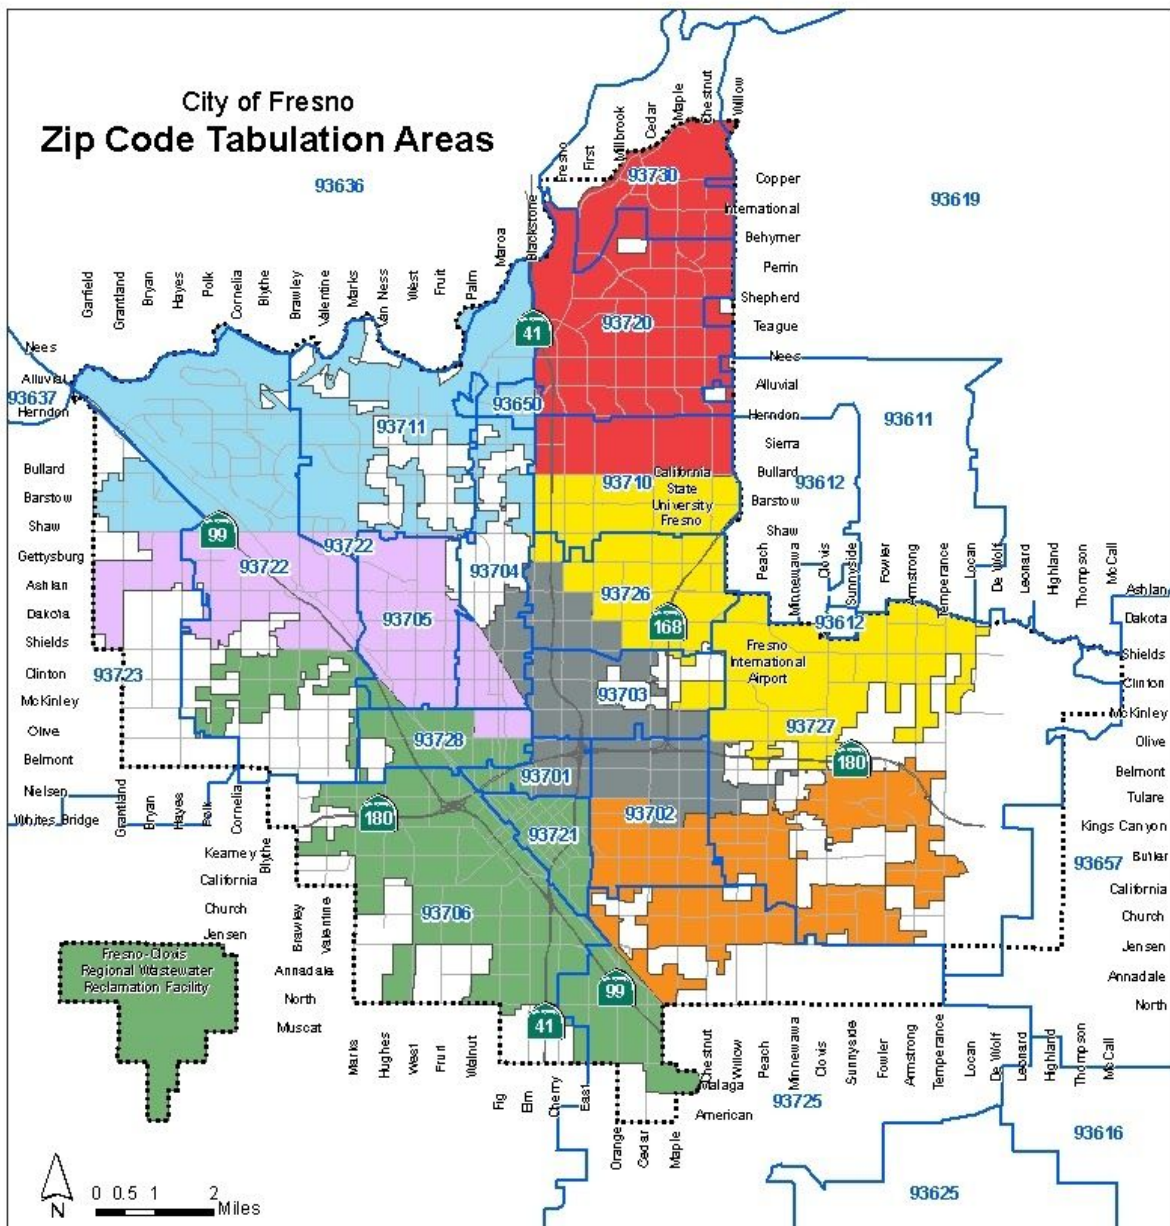 City of Fresno
Zip Code Tabulation Areas
93636
93619
Fresno
First
Millbrook
Cedar
Maple
Chestnut
Willow
93730
Copper
International
Behymer
Perrin
Shepherd
Teague
Nees
Alluvial
Herndon
Sierra
Bullard
Barstow
Shaw
Garfield
Grantland
Bryan
Hayes
Polk
Cornelia
Blythe
Brawley
Valentine
Marks
Van Ness
West
Fruit
Palm
Maroa
Blackstone
41
93720
Nees
Alluvial
93637
Herndon
93650
93711
93611
Bullard
Barstow
Shaw
Gettysburg
Ashlan
Dakota
Shields
Clinton
McKinley
Olive
Belmont
Nielsen
Whites Bridge
93710
California
State
University
Fresno
93612
99
93722
93722
93704
93726
93705
168
Peach
Minnewawa
Clovis
Sunnyside
Fowler
Armstrong
Temperance
Locan
De Wolf
Leonard
Highland
Thompson
McCall
93612
Ashlan
Dakota
Shields
Clinton
McKinley
Olive
Belmont
Tulare
Kings Canyon
Butler
California
Church
Jensen
Annadale
North
Fresno
International
Airport
93723
93703
93727
93728
93701
180
Grantland
Bryan
Hayes
Polk
Cornelia
Blythe
180
93721
93702
93657
Kearney
California
Church
Jensen
Annadale
North
Muscat
Brawley
Valentine
93706
Fresno-Clovis
Regional Wastewater
Reclamation Facility
99
41
Marks
Hughes
West
Fruit
Walnut
Fig
Elm
Cherry
East
Orange
Cedar
Maple
Chestnut
Willow
Peach
Minnewawa
Clovis
Sunnyside
Fowler
Armstrong
Temperance
Locan
De Wolf
Leonard
Highland
Thompson
McCall
Malaga
American
93725
93616
93625
N
0 0.5 1 2
Miles